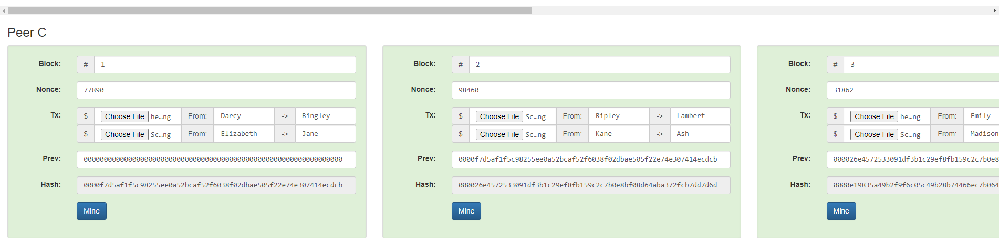 Peer C
Block: # 1
Nonce: 77890
Tx: $ Choose File he...ng From: Darcy -> Bingley
$ Choose File Sc...ng From: Elizabeth -> Jane
Prev: 0000000000000000000000000000000000000000000000000000000000000000
Hash: 0000f7d5af1f5c98255ee0a52bcaf52f6038f02dbae505f22e74e307414ecdcb
Mine
Block: # 2
Nonce: 98460
Tx: $ Choose File Sc...ng From: Ripley -> Lambert
$ Choose File Sc...ng From: Kane -> Ash
Prev: 0000f7d5af1f5c98255ee0a52bcaf52f6038f02dbae505f22e74e307414ecdcb
Hash: 000026e4572533091df3b1c29ef8fb159c2c7b0e8bf08d64aba372fcb7dd7d6d
Mine
Block: # 3
Nonce: 31862
Tx: $ Choose File he...ng From: Emily
$ Choose File Sc...ng From: Madison
Prev: 000026e4572533091df3b1c29ef8fb159c2c7b0e8
Hash: 0000e19835a49b2f9f6c05c49b28b74466ec7b064
Mine